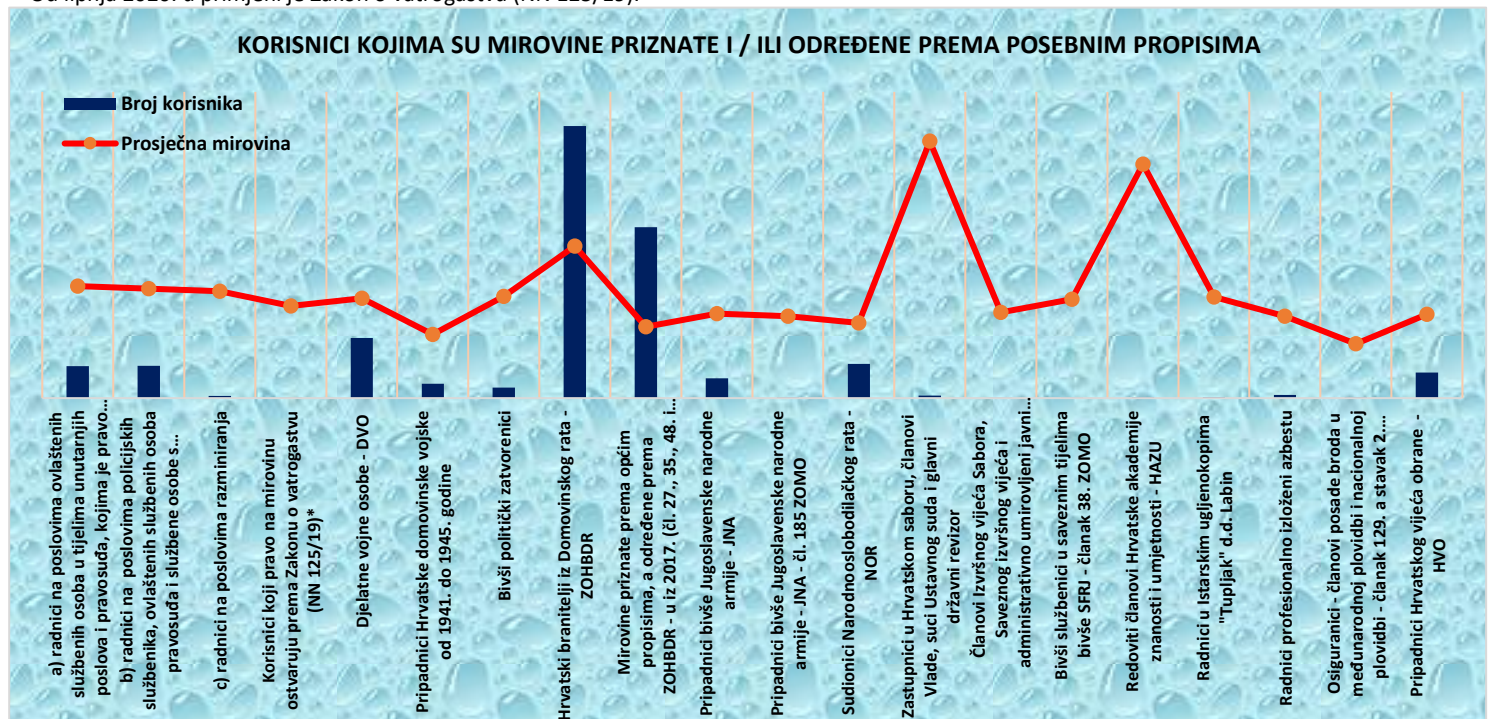 KORISNICI KOJIMA SU MIROVINE PRIZNATE I / ILI ODREĐENE PREMA POSEBNIM PROPISIMA
Broj korisnika
Prosječna mirovina
a) radnici na poslovima ovlaštenih
službenih osoba u tijelima unutarnjih
poslova i pravosuđa, kojima je pravo...
b) radnici na poslovima policijskih
službenika, ovlaštenih službenih osoba
pravosuđa i službene osobe s...
c) radnici na poslovima razminiranja
Korisnici koji pravo na mirovinu
ostvaruju prema Zakonu o vatrogastvu
(NN 125/19)*
Djelatne vojne osobe - DVO
Pripadnici Hrvatske domovinske vojske
od 1941. do 1945. godine
Bivši politički zatvorenici
Hrvatski branitelji iz Domovinskog rata -
ZOHBDR
Mirovine priznate prema općim
propisima, a određene prema
ZOHBDR - u iz 2017. (čl. 27., 35., 48. i...
Pripadnici bivše Jugoslavenske narodne
armije - JNA
Pripadnici bivše Jugoslavenske narodne
armije - JNA - čl. 185 ZOMO
Sudionici Narodnooslobodilačkog rata -
NOR
Zastupnici u Hrvatskom saboru, članovi
Vlade, suci Ustavnog suda i glavni
državni revizor
Članovi Izvršnog vijeća Sabora,
Saveznog izvršnog vijeća i
administrativno umirovljeni javni...
Bivši službenici u saveznim tijelima
bivše SFRJ - članak 38. ZOMO
Redoviti članovi Hrvatske akademije
znanosti i umjetnosti - HAZU
Radnici u Istarskim ugljenokopima
"Tupljak" d.d. Labin
Radnici profesionalno izloženi azbestu
Osiguranici - članovi posade broda u
međunarodnoj plovidbi i nacionalnoj
plovidbi - članak 129. a stavak 2....
Pripadnici Hrvatskog vijeća obrane -
HVO